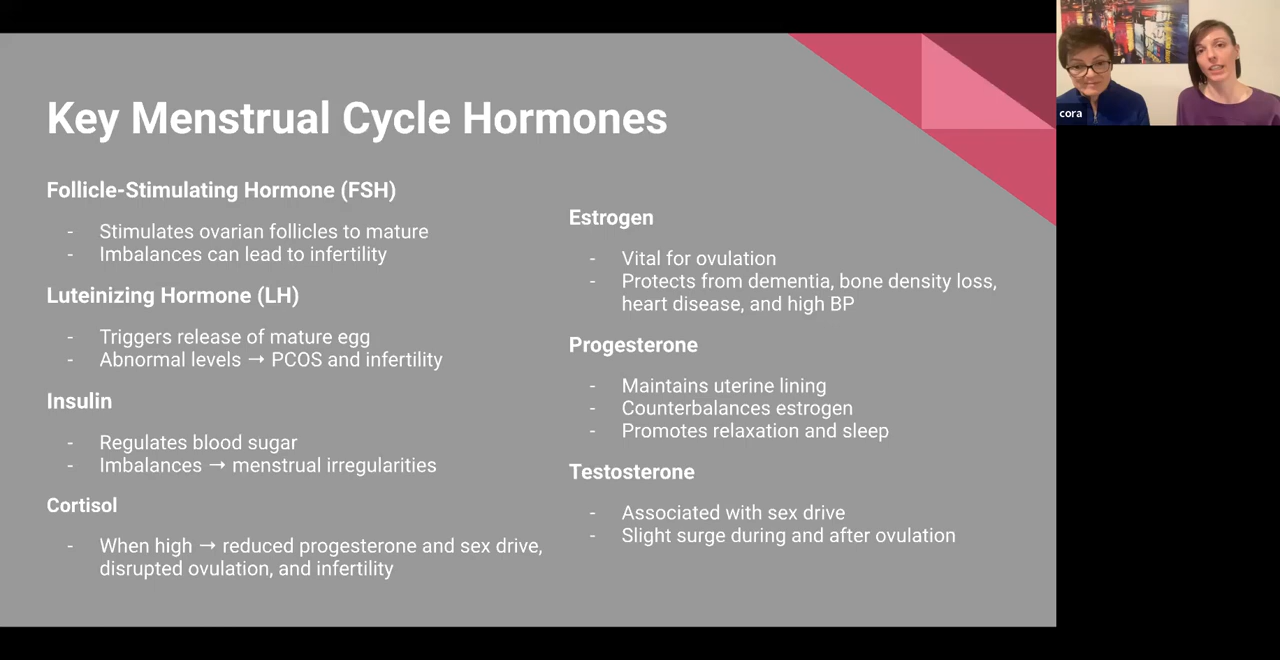 Key Menstrual Cycle Hormones
Follicle-Stimulating Hormone (FSH)
- Stimulates ovarian follicles to mature
- Imbalances can lead to infertility
Luteinizing Hormone (LH)
- Triggers release of mature egg
- Abnormal levels → PCOS and infertility
Insulin
- Regulates blood sugar
- Imbalances → menstrual irregularities
Cortisol
- When high → reduced progesterone and sex drive,
disrupted ovulation, and infertility
Estrogen
- Vital for ovulation
- Protects from dementia, bone density loss,
heart disease, and high BP
Progesterone
- Maintains uterine lining
- Counterbalances estrogen
- Promotes relaxation and sleep
Testosterone
- Associated with sex drive
- Slight surge during and after ovulation
cora